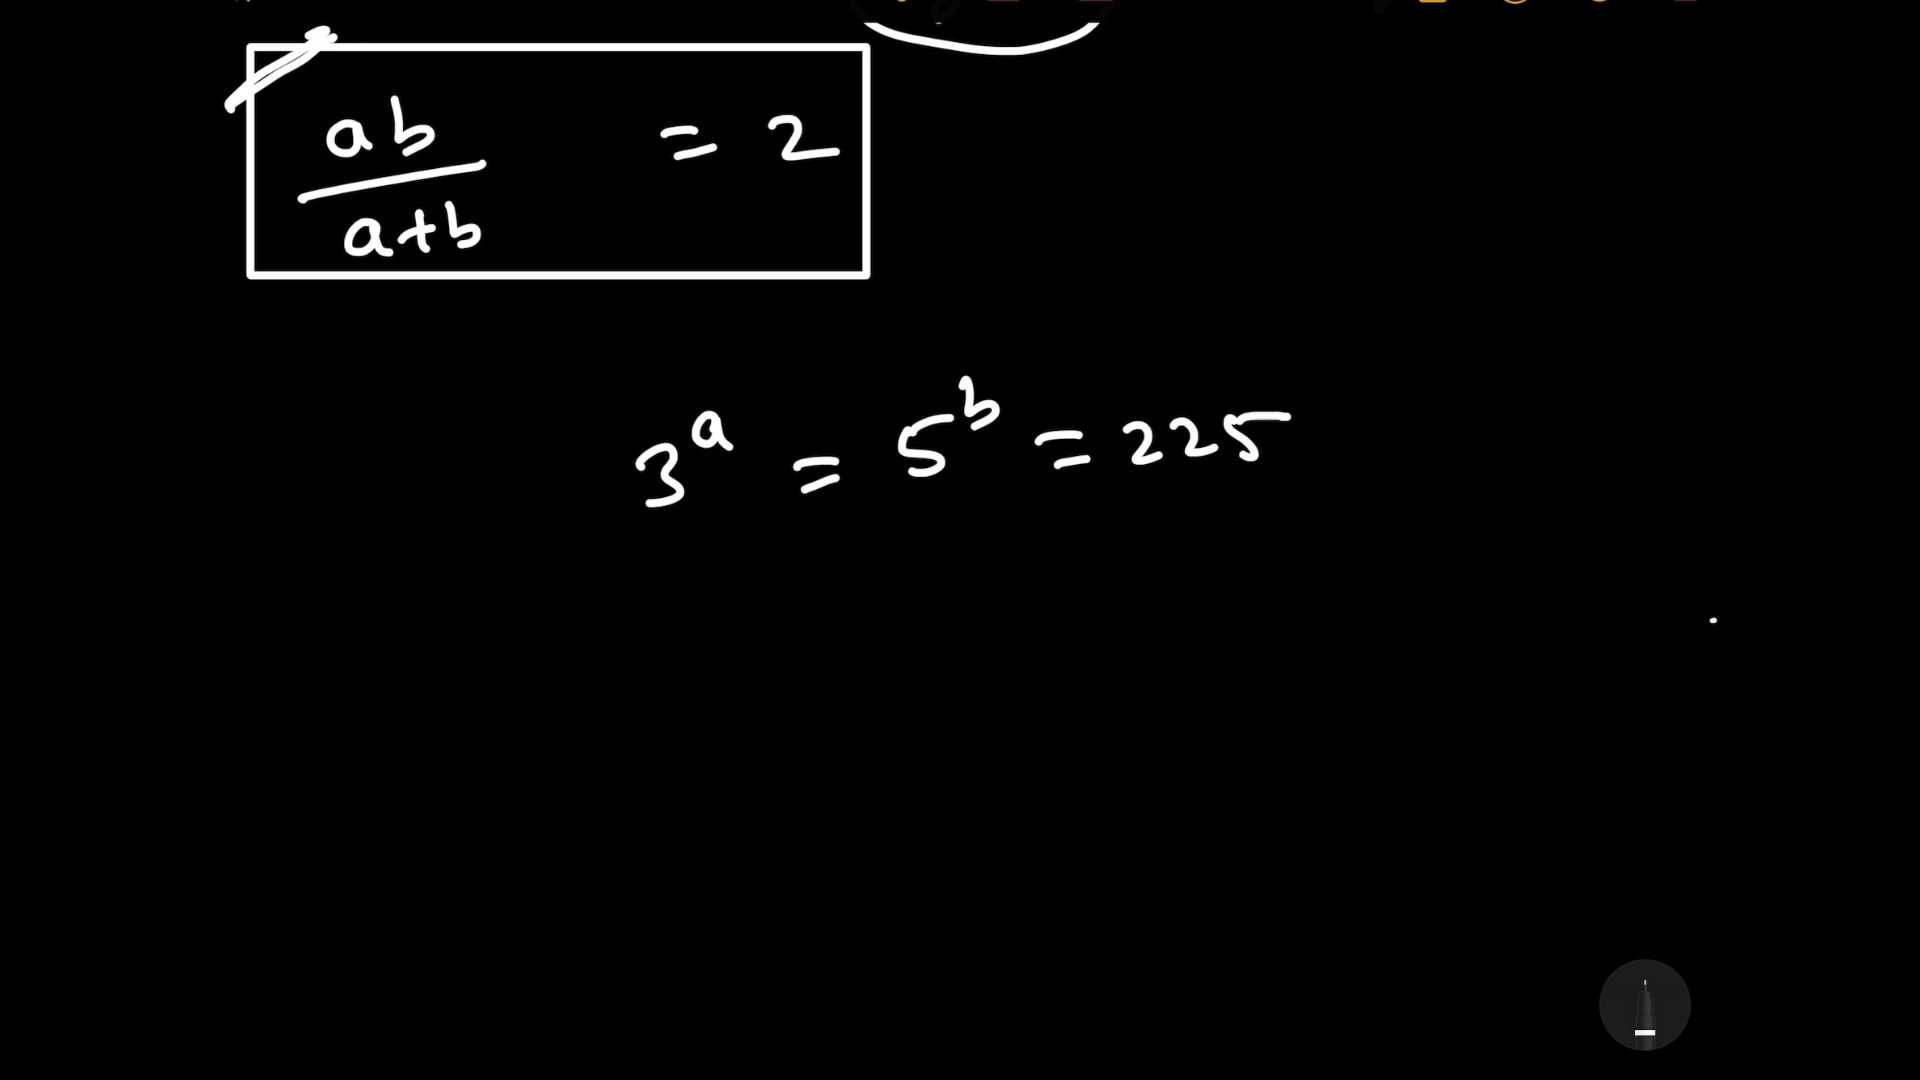 ab/a+b = 2
3^a = 5^b = 225